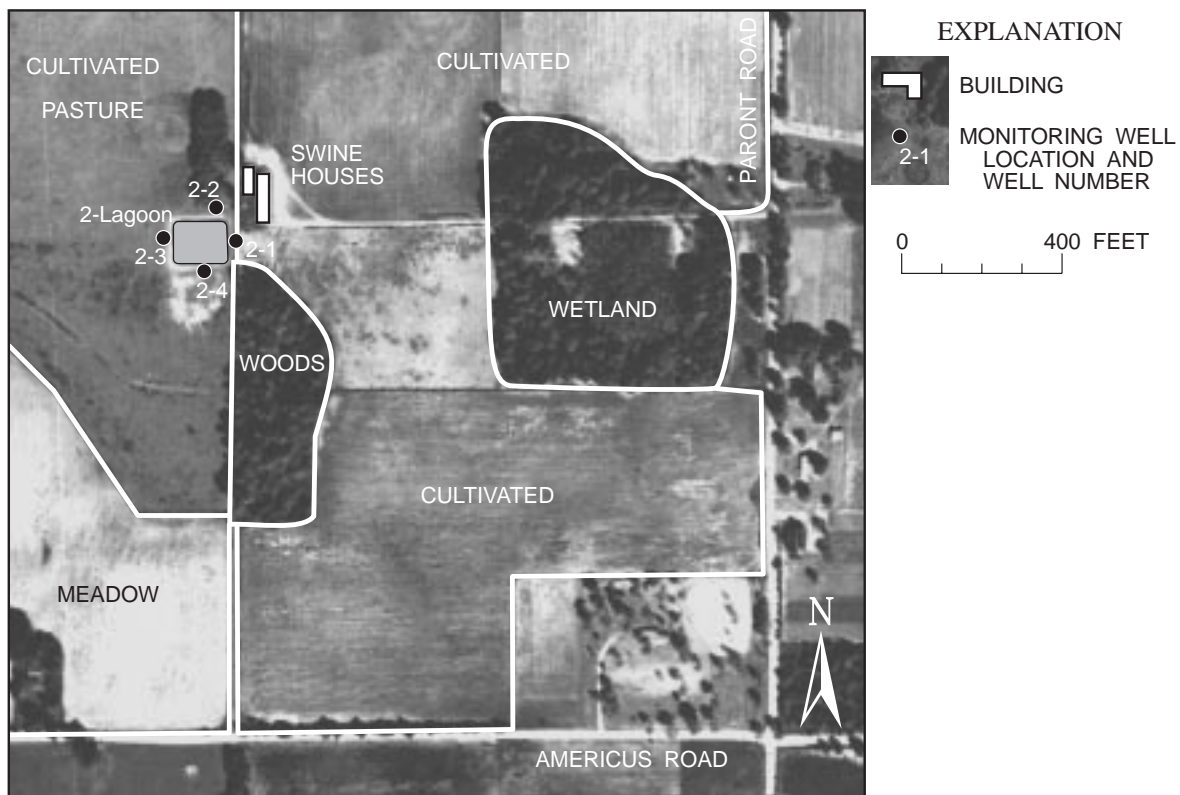 CULTIVATED
PASTURE
CULTIVATED
PARONT ROAD
SWINE
HOUSES
2-2
2-Lagoon
2-3
2-1
2-4
WETLAND
WOODS
CULTIVATED
MEADOW
N
AMERICUS ROAD
EXPLANATION
BUILDING
2-1
MONITORING WELL
LOCATION AND
WELL NUMBER
0
400 FEET